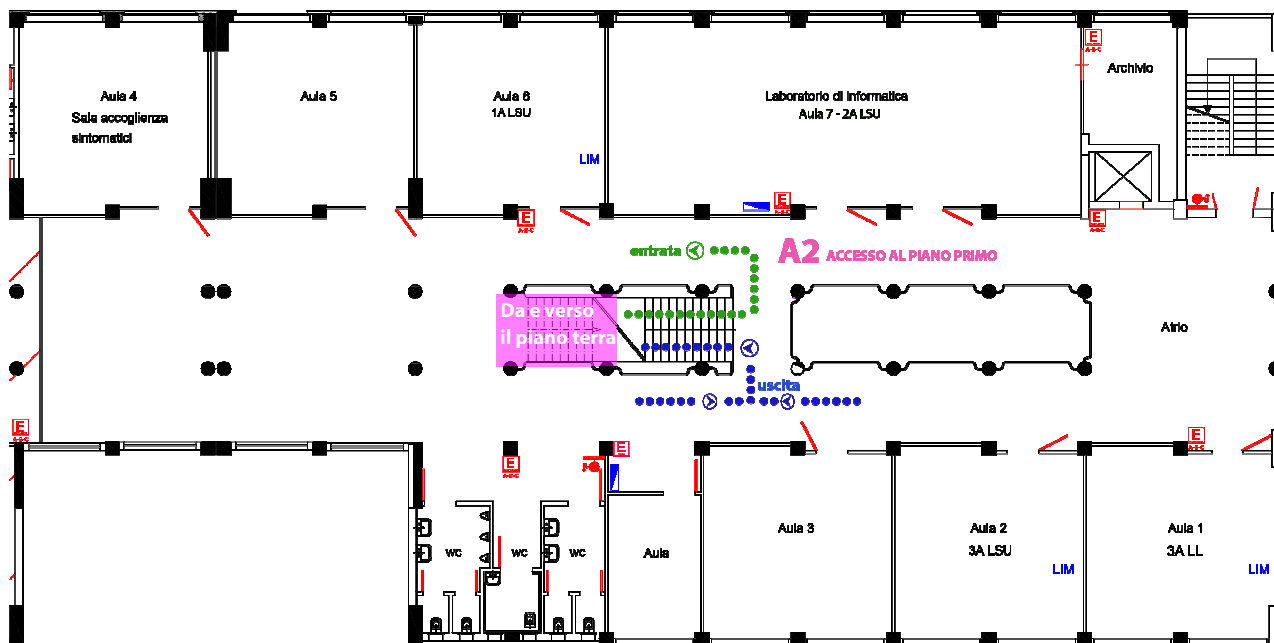 E
A-B-C
Archivio
Aula 4
Sala accoglienza
sintomatici
Aula 5
Aula 6
1A LSU
Laboratorio di informatica
Aula 7 - 2A LSU
LIM
E
A-B-C
E
A-B-C
E
A-B-C
entrata
A2 ACCESSO AL PIANO PRIMO
Da e verso
il piano terra
Atrio
uscita
E
A-B-C
E
E
A-B-C
E
A-B-C
Aula 3
Aula 2
3A LSU
Aula 1
3A LL
wc
wc
wc
Aula
LIM
LIM